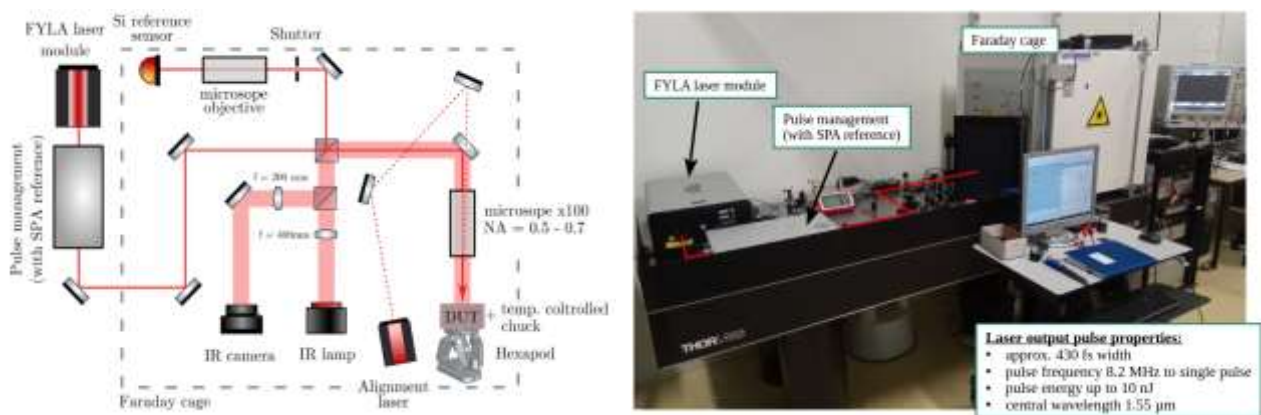 Si reference
sensor
FYLA laser
module
Shutter
microsope
objective
Pulse management
(with SPA reference)
f = 200 mm
f = 400mm
microsope x100
NA = 0.5 - 0.7
DUT
+ temp. coltrolled
chuck
IR camera
IR lamp
Hexapod
Alignment
laser
Faraday cage
Faraday cage
FYLA laser module
Pulse management
(with SPA reference)
THORLABS
Laser output pulse properties:
• approx. 430 fs width
• pulse frequency 8.2 MHz to single pulse
• pulse energy up to 10 nJ
• central wavelength 1.55 µm